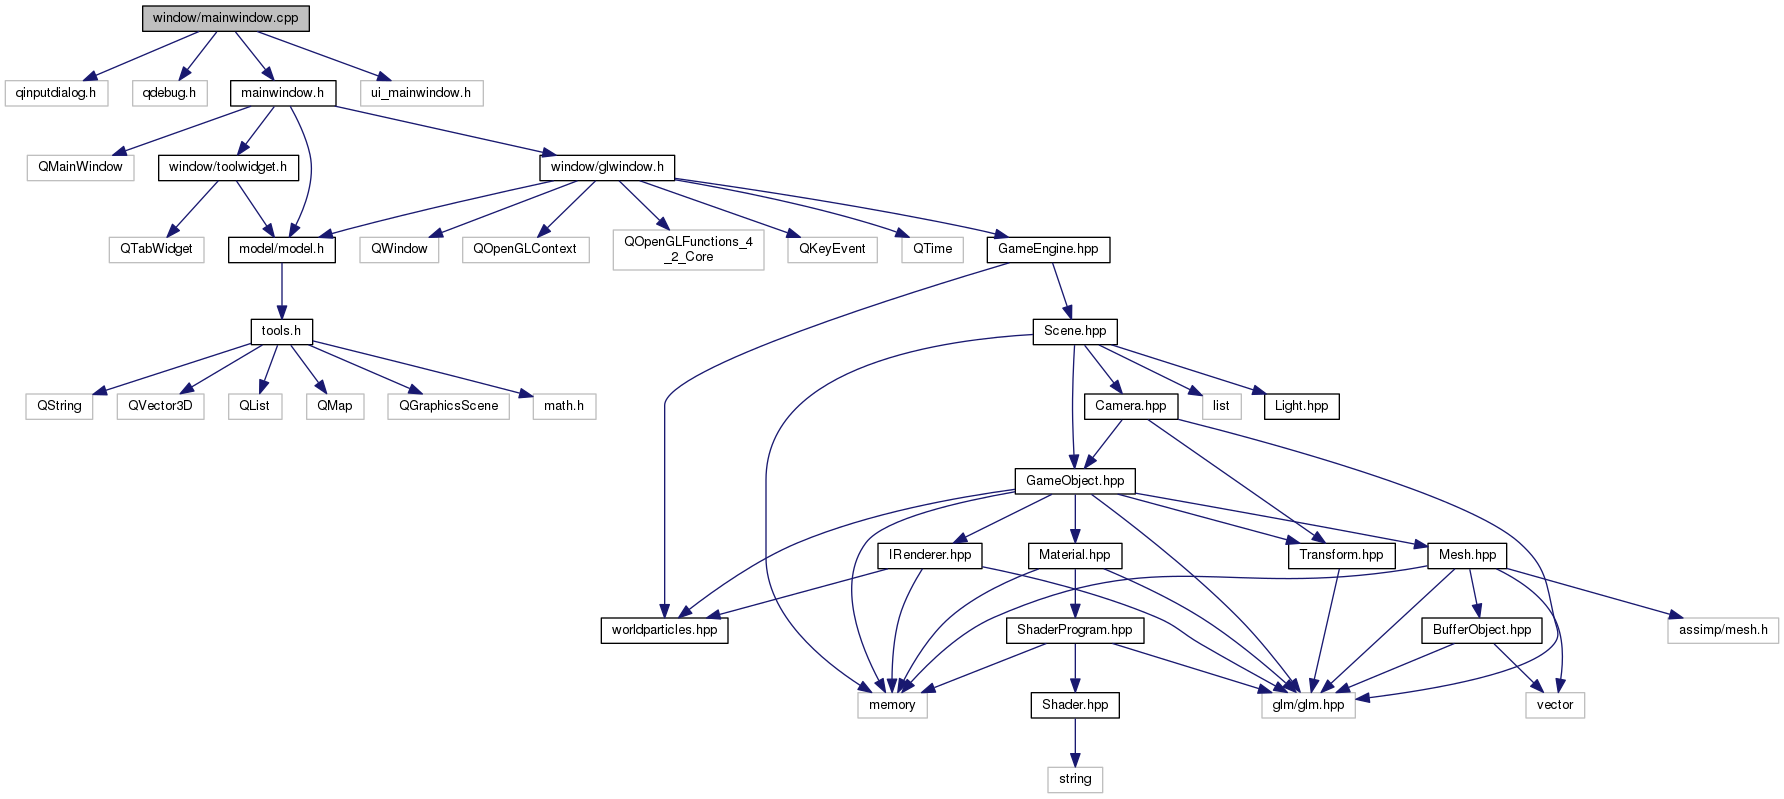 window/mainwindow.cpp
qinputdialog.h
qdebug.h
mainwindow.h
ui_mainwindow.h
QMainWindow
window/toolwidget.h
window/glwindow.h
QTabWidget
model/model.h
QWindow
QOpenGLContext
QOpenGLFunctions_4
_2_Core
QKeyEvent
QTime
GameEngine.hpp
tools.h
Scene.hpp
QString
QVector3D
QList
QMap
QGraphicsScene
math.h
Camera.hpp
list
Light.hpp
GameObject.hpp
IRenderer.hpp
Material.hpp
Transform.hpp
Mesh.hpp
worldparticles.hpp
ShaderProgram.hpp
BufferObject.hpp
assimp/mesh.h
memory
Shader.hpp
glm/glm.hpp
vector
string